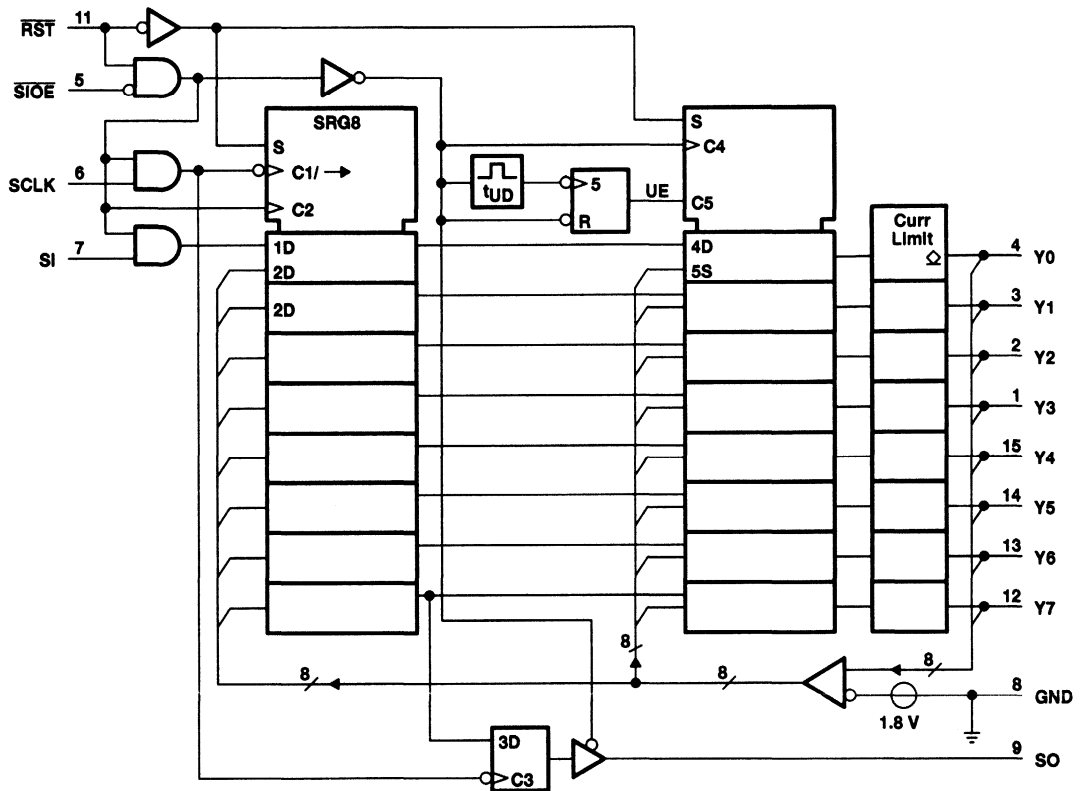 RST 11
SIOE 5
SCLK 6
SI 7
SRG8
S
C1/
C2
1D
2D
2D
tUD
5
R
UE
S
C4
C5
4D
5S
Curr
Limit
4 Y0
3 Y1
2 Y2
1 Y3
15 Y4
14 Y5
13 Y6
12 Y7
8
8
8
8
8 GND
1.8 V
3D
C3
9 SO